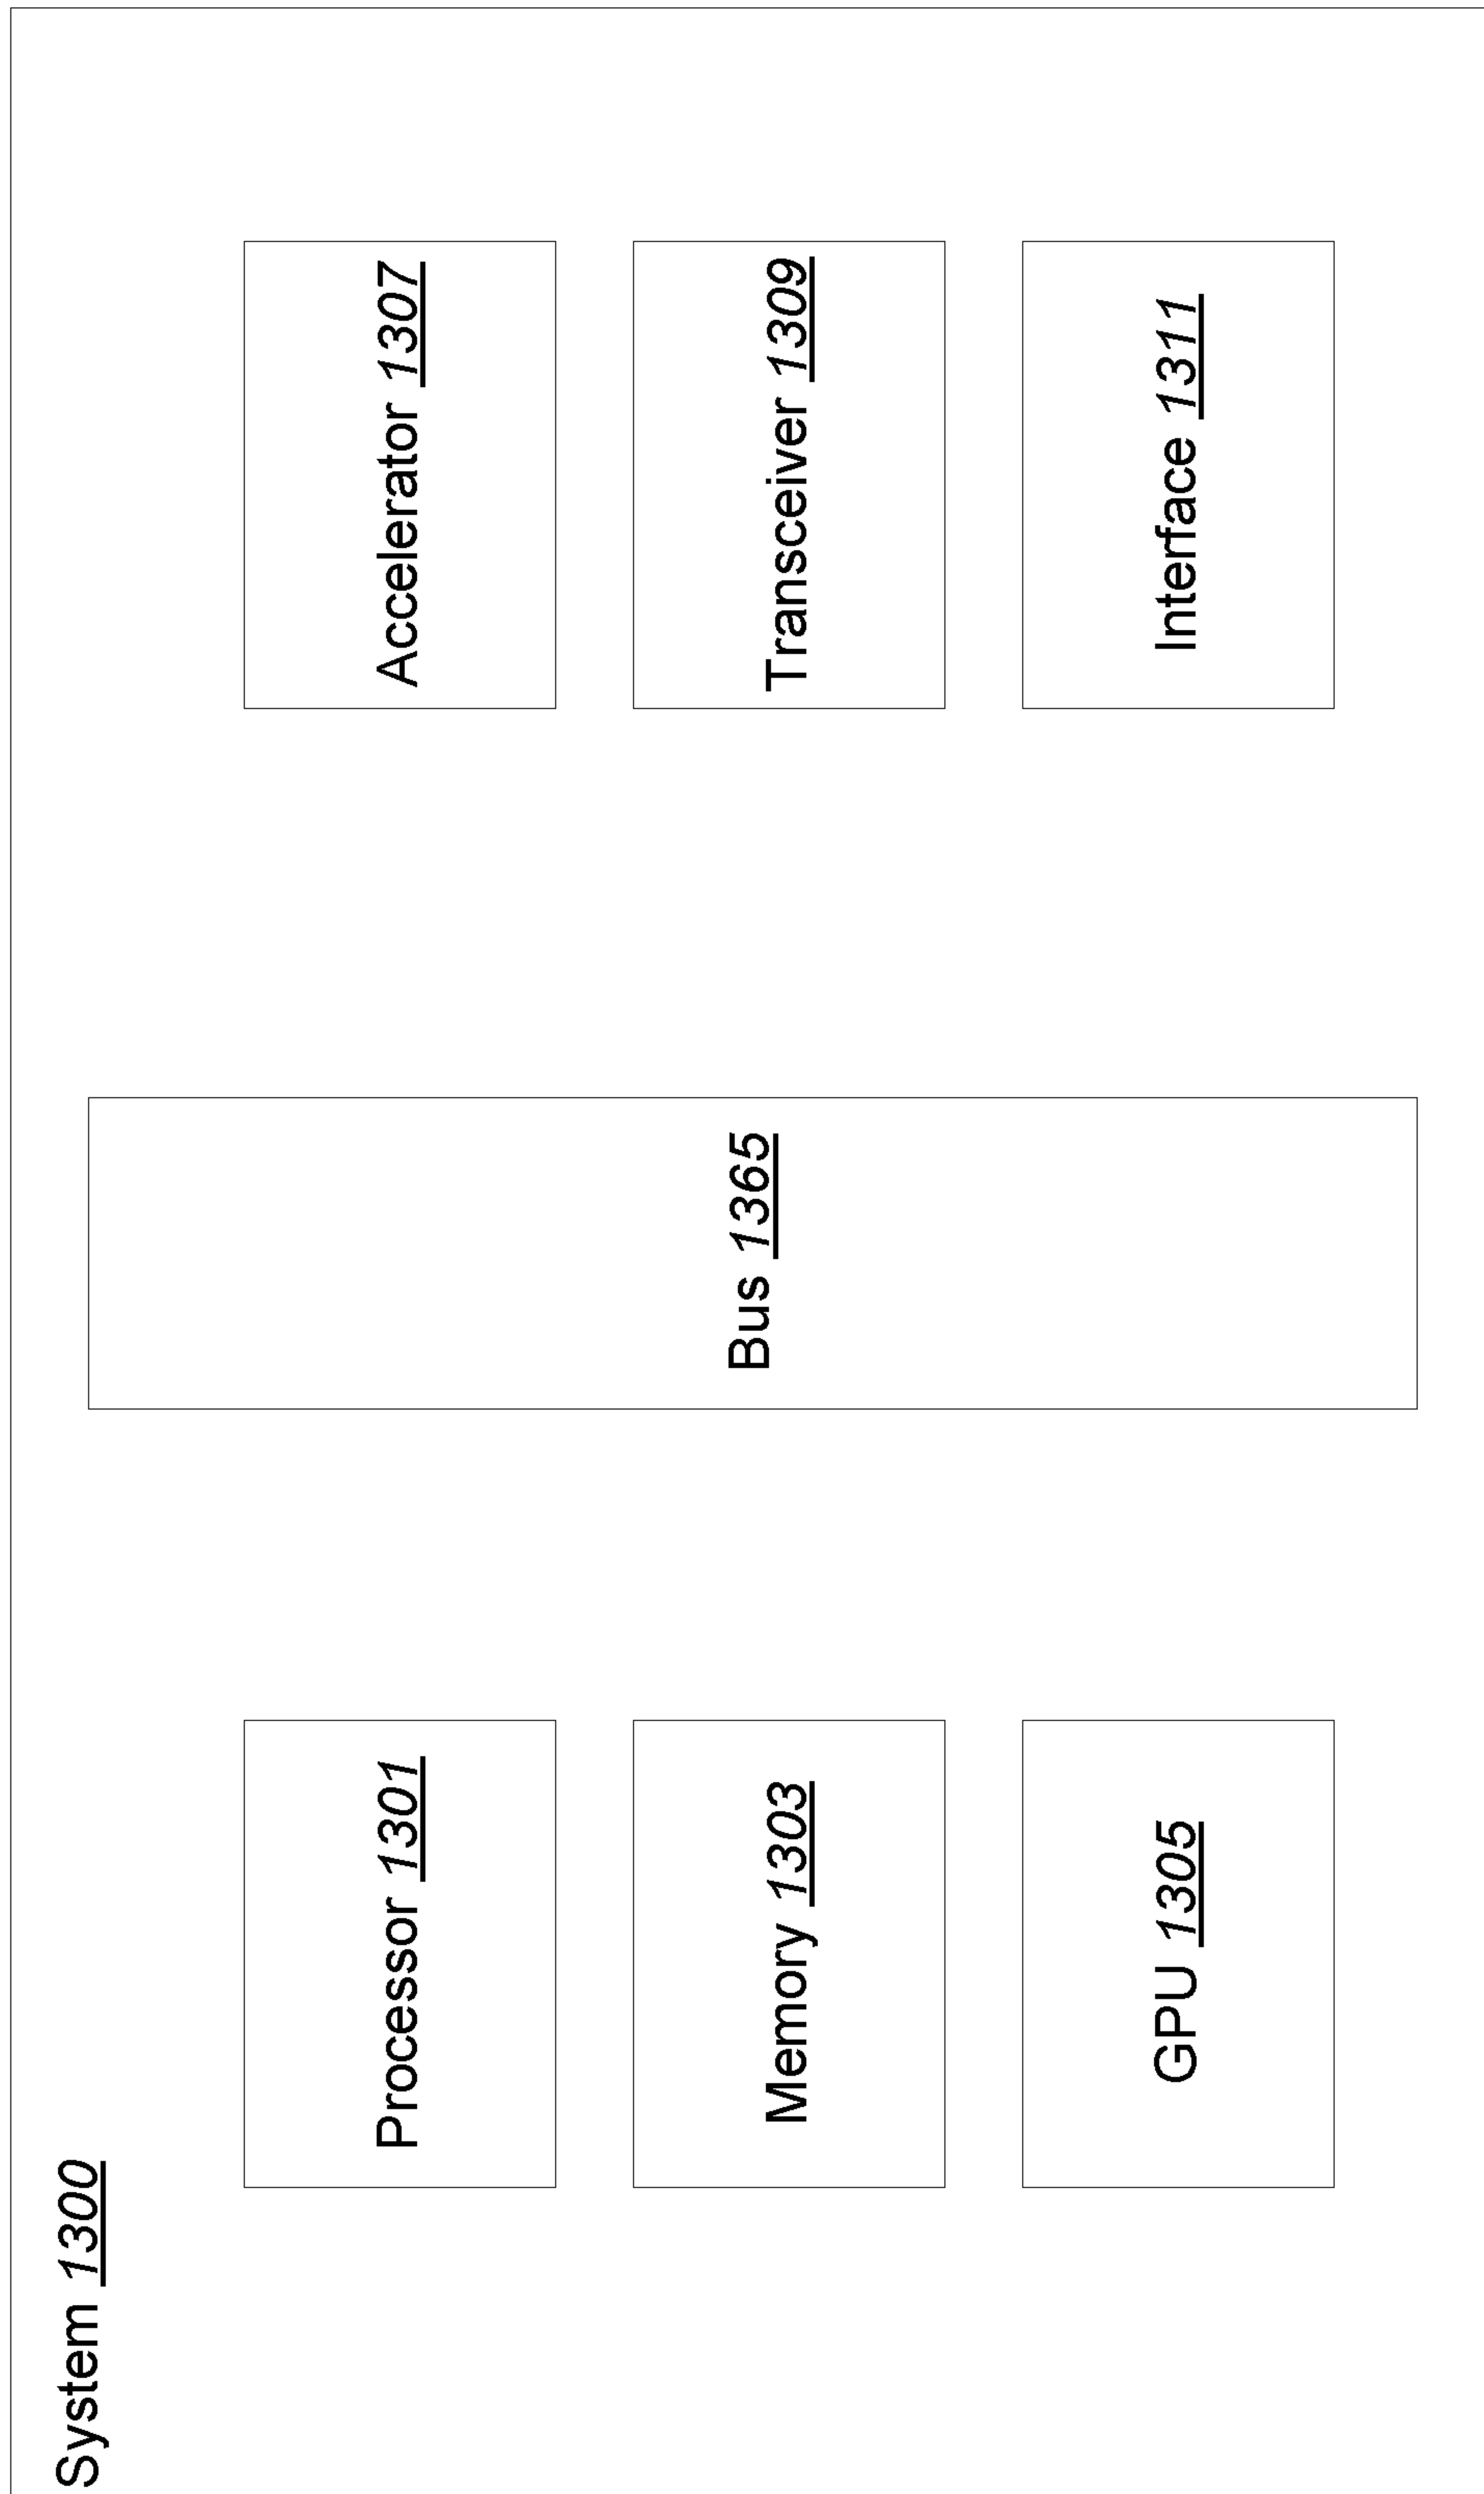 System 1300
Processor 1301
Memory 1303
GPU 1305
Bus 1365
Accelerator 1307
Transceiver 1309
Interface 1311